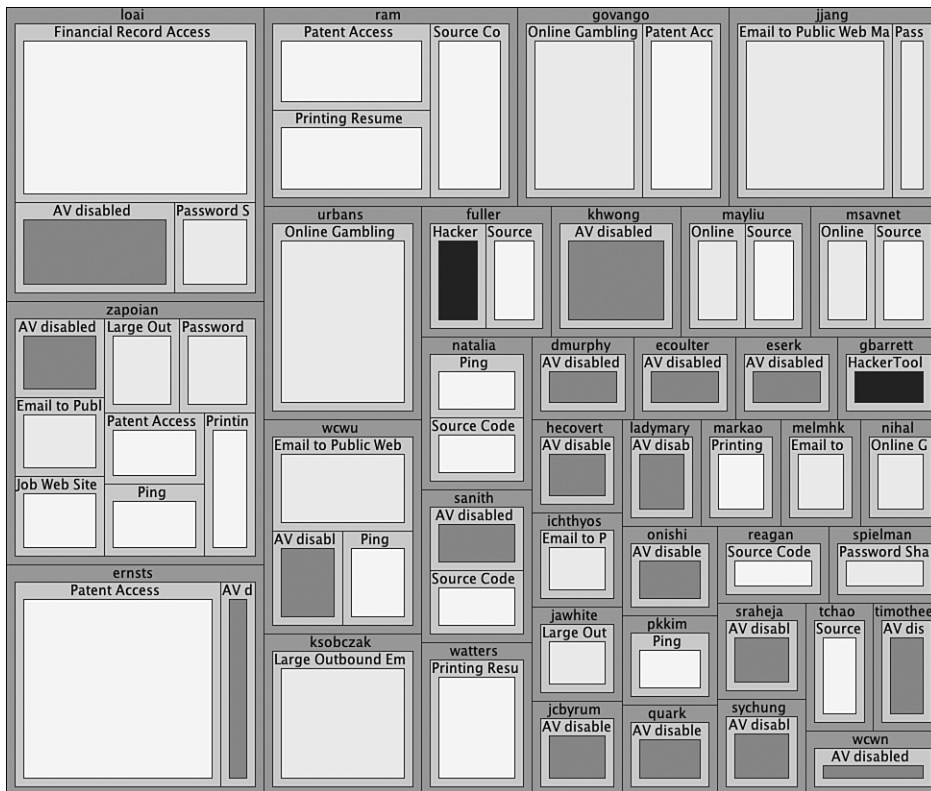 loai
Financial Record Access
AV disabled
Password S
ram
Patent Access
Source Co
Printing Resume
govango
Online Gambling
Patent Acc
jjang
Email to Public Web Ma
Pass
zapoian
AV disabled
Large Out
Password
Email to Publ
Patent Access
Printin
Job Web Site
Ping
ernsts
Patent Access
AV d
urbans
Online Gambling
wcwu
Email to Public Web
AV disabl
Ping
ksobczak
Large Outbound Em
fuller
Hacker
Source
khwong
AV disabled
mayliu
Online
Source
msavnet
Online
Source
natalia
Ping
Source Code
sanith
AV disabled
Source Code
watters
Printing Resu
dmurphy
AV disabled
ecoulter
AV disabled
eserk
AV disabled
gbarrett
HackerTool
hecovert
AV disable
ladymary
AV disab
markao
Printing
melmhk
Email to
nihal
Online G
ichthyos
Email to P
onishi
AV disable
reagan
Source Code
spielman
Password Sha
jawhite
Large Out
pkkim
Ping
sraheja
AV disabl
tchao
Source
timothee
AV dis
jcbyrum
AV disable
quark
AV disable
sychung
AV disabl
wcwn
AV disabled